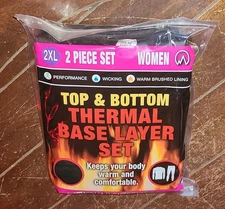 2XL 2 PIECE SET WOMEN
PERFORMANCE WICKING WARM BRUSHED LINING
TOP & BOTTOM
THERMAL
BASE LAYER
SET
Keeps your body
warm and
comfortable.